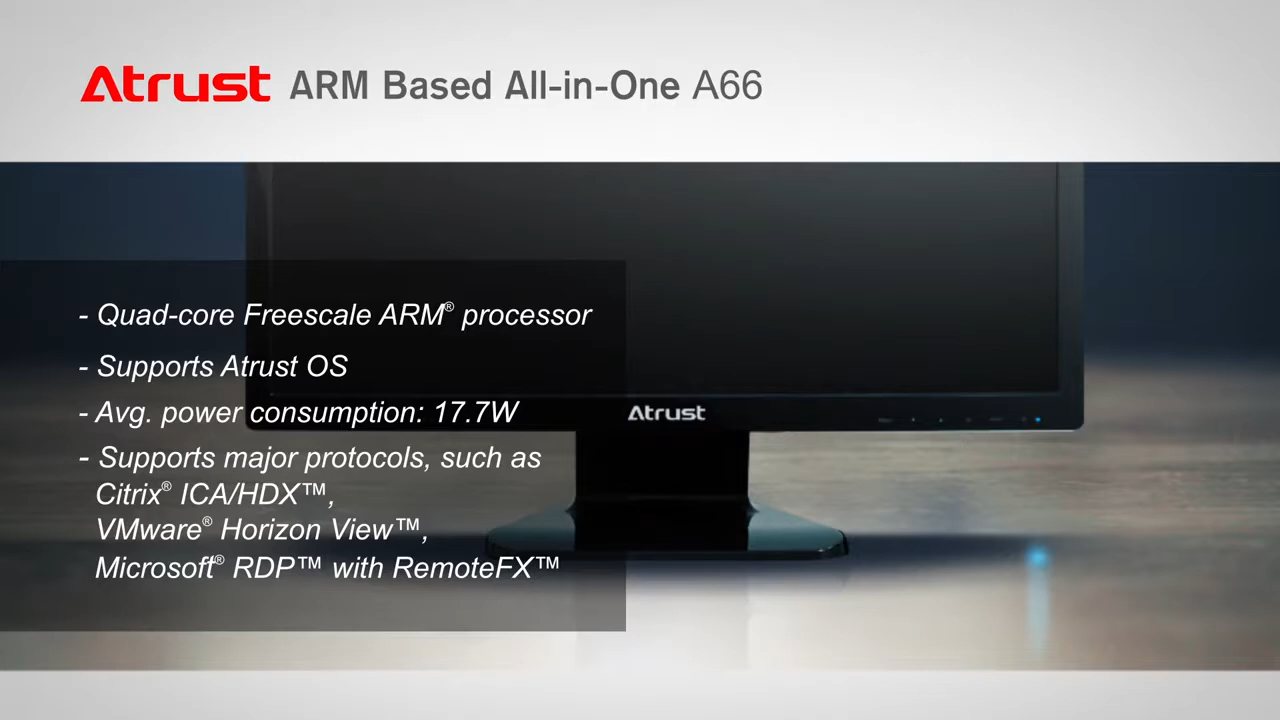 Atrust ARM Based All-in-One A66
- Quad-core Freescale ARM® processor
- Supports Atrust OS
- Avg. power consumption: 17.7W
- Supports major protocols, such as
Citrix® ICA/HDX™,
VMware® Horizon View™,
Microsoft® RDP™ with RemoteFX™
Atrust